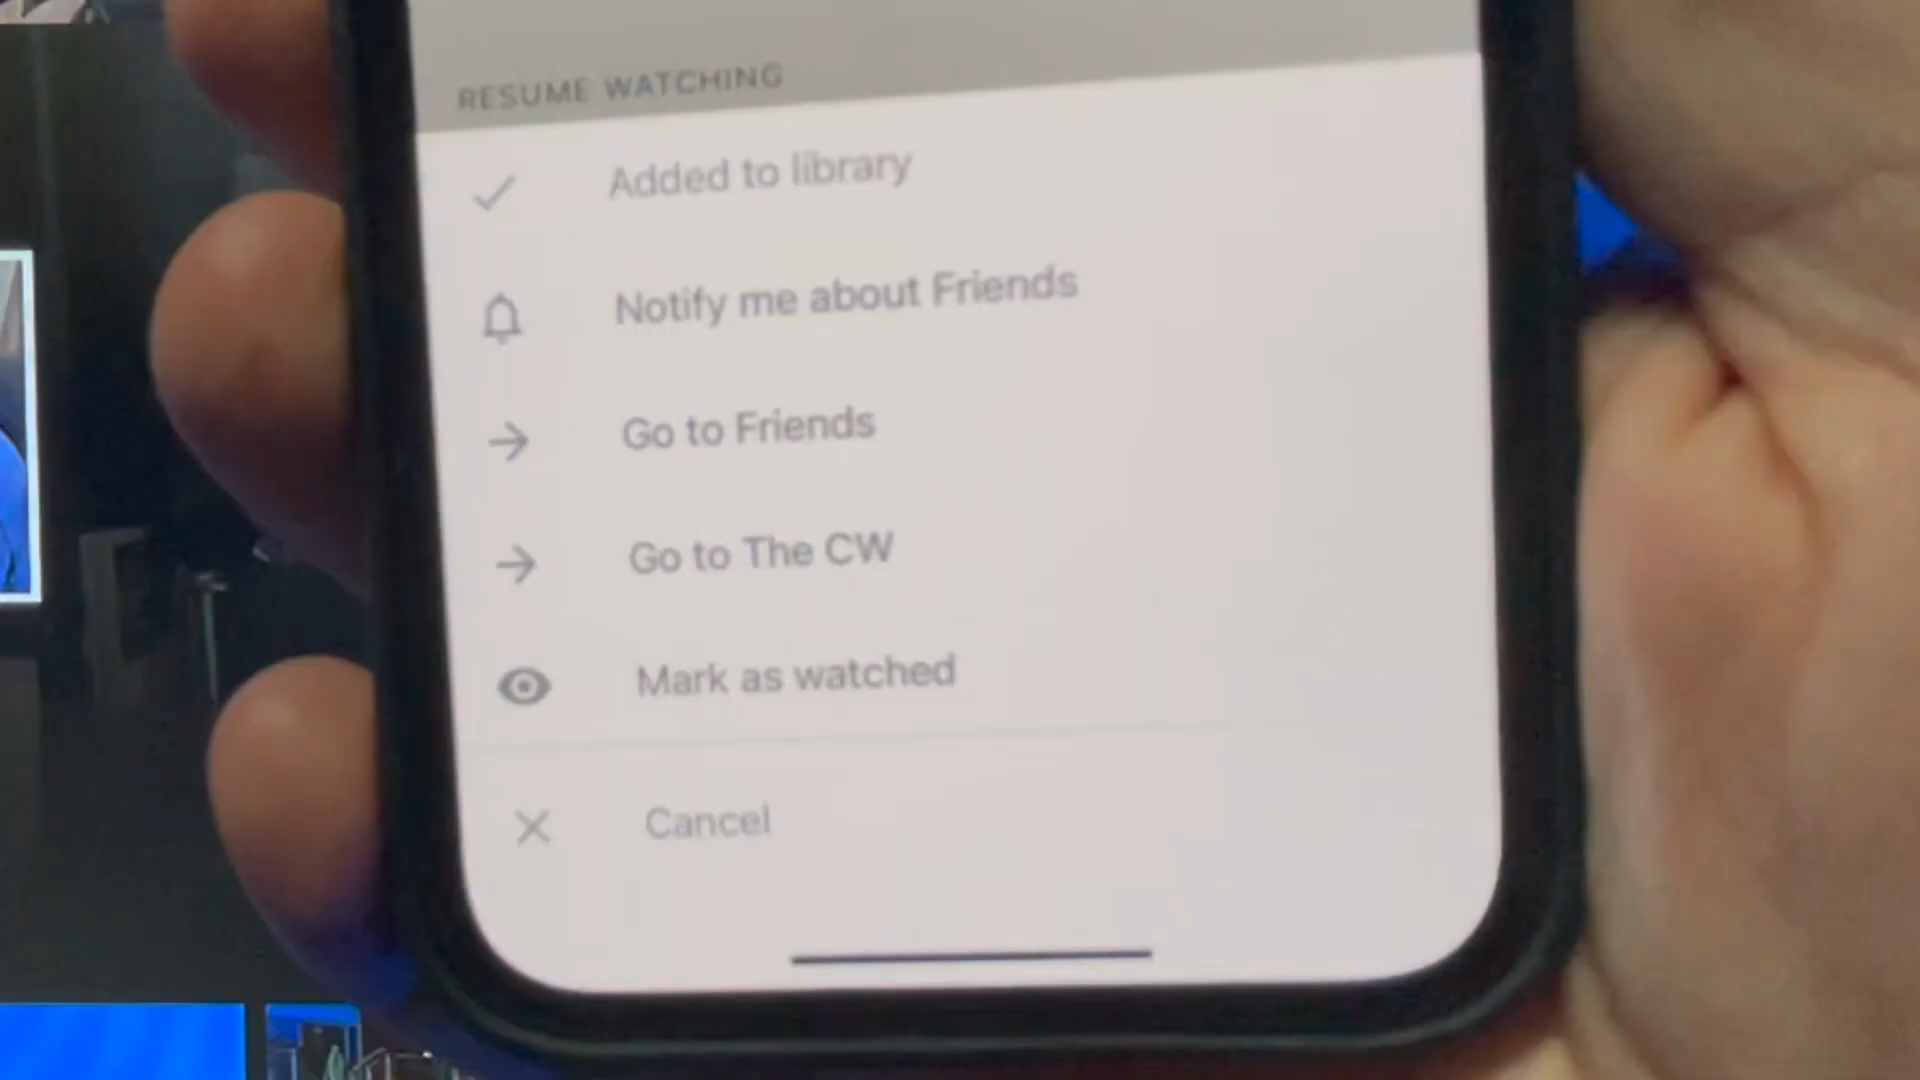 RESUME WATCHING
Added to library
Notify me about Friends
Go to Friends
Go to The CW
Mark as watched
Cancel